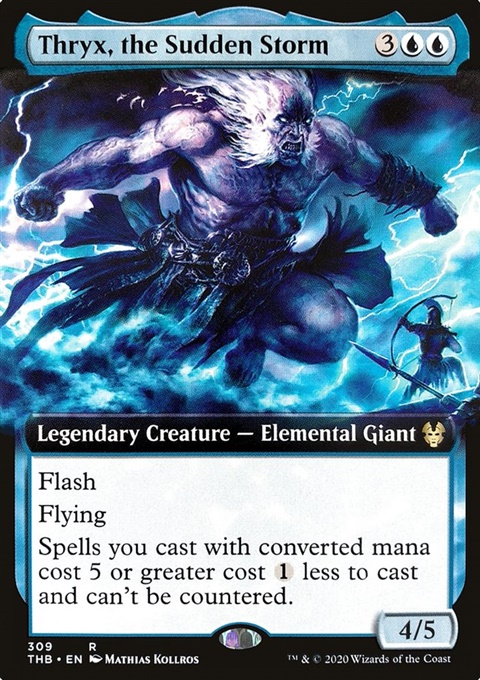 Thryx, the Sudden Storm 3
Legendary Creature — Elemental Giant
Flash
Flying
Spells you cast with converted mana
cost 5 or greater cost 1 less to cast
and can't be countered.
4/5
309 R
THB • EN Mathias Kollros
™ & © 2020 Wizards of the Coast